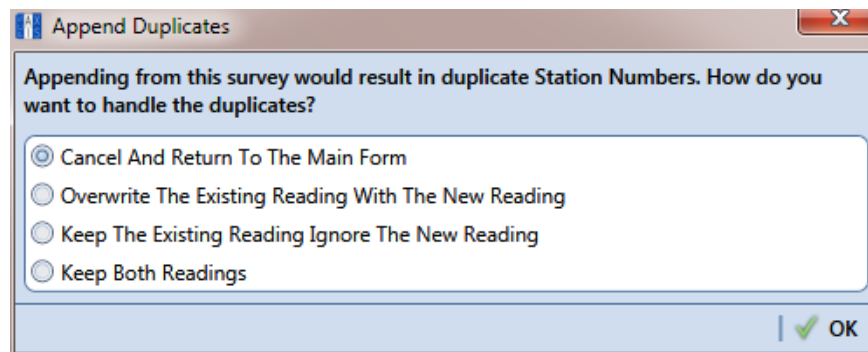 Append Duplicates
Appending from this survey would result in duplicate Station Numbers. How do you
want to handle the duplicates?
Cancel And Return To The Main Form
Overwrite The Existing Reading With The New Reading
Keep The Existing Reading Ignore The New Reading
Keep Both Readings
OK